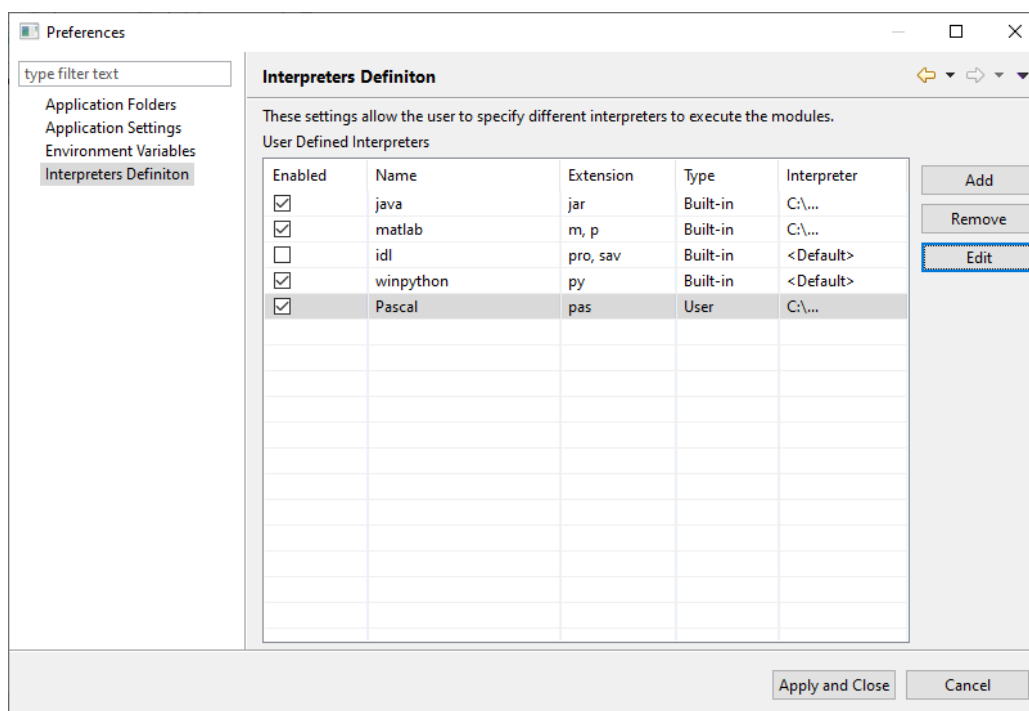 Preferences
type filter text
Application Folders
Application Settings
Environment Variables
Interpreters Definiton
Interpreters Definiton
These settings allow the user to specify different interpreters to execute the modules.
User Defined Interpreters
Enabled Name Extension Type Interpreter
java jar Built-in C:\...
matlab m, p Built-in C:\...
idl pro, sav Built-in <Default>
winpython py Built-in <Default>
Pascal pas User C:\...
Add
Remove
Edit
Apply and Close Cancel